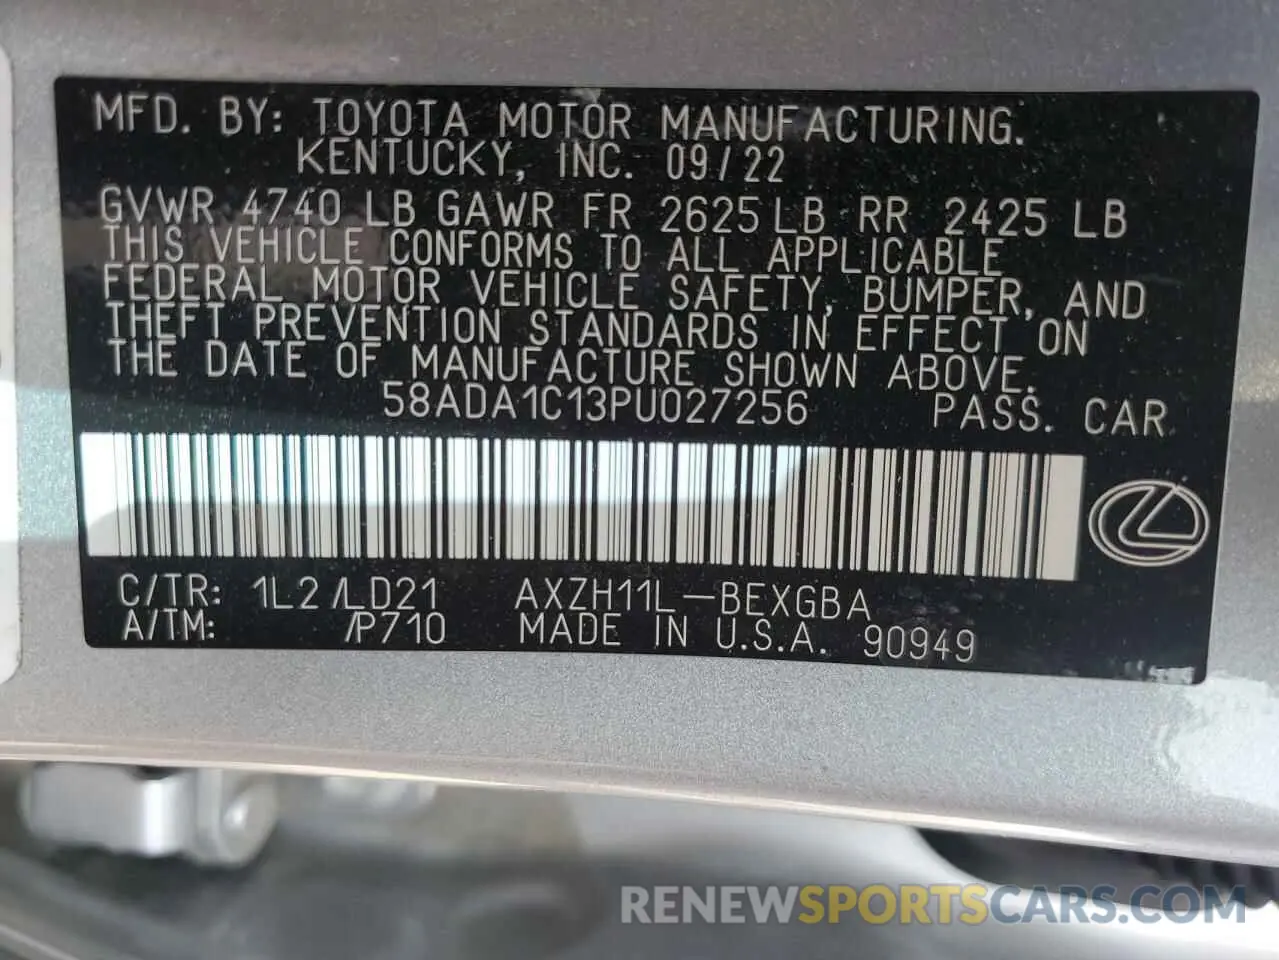 MFD. BY: TOYOTA MOTOR MANUFACTURING.
KENTUCKY, INC. 09/22
GVWR 4740 LB GAWR FR 2625 LB RR 2425 LB
THIS VEHICLE CONFORMS TO ALL APPLICABLE
FEDERAL MOTOR VEHICLE SAFETY, BUMPER, AND
THEFT PREVENTION STANDARDS IN EFFECT ON
THE DATE OF MANUFACTURE SHOWN ABOVE.
58ADA1C13PU027256 PASS. CAR
C/TR: 1L2/LD21 AXZH11L-BEXGBA
A/TM: /P710 MADE IN U.S.A. 90949
RENEWSPORTSCARS.COM